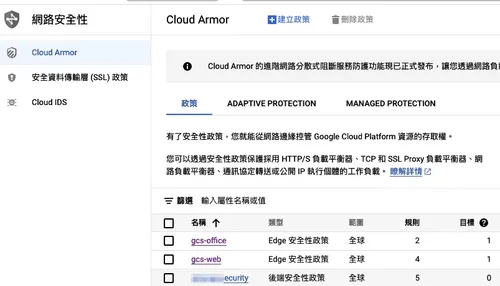 網路安全性
Cloud Armor
建立政策
刪除政策
Cloud Armor
安全資料傳輸層 (SSL) 政策
Cloud IDS
Cloud Armor 的進階網路分散式阻斷服務防護功能現已正式發布，讓您透過網路負
政策
ADAPTIVE PROTECTION
MANAGED PROTECTION
有了安全性政策，您就能從網路邊緣控管 Google Cloud Platform 資源的存取權。
您可以透過安全性政策保護採用 HTTP/S 負載平衡器、TCP 和 SSL Proxy 負載平衡器、網
路負載平衡器、通訊協定轉送或公開 IP 執行個體的工作負載。瞭解詳情
篩選 輸入屬性名稱或值
名稱 類型 範圍 規則 目標
gcs-office Edge 安全性政策 全球 2 1
gcs-web Edge 安全性政策 全球 4 1
ecurity 後端安全性政策 全球 5 0